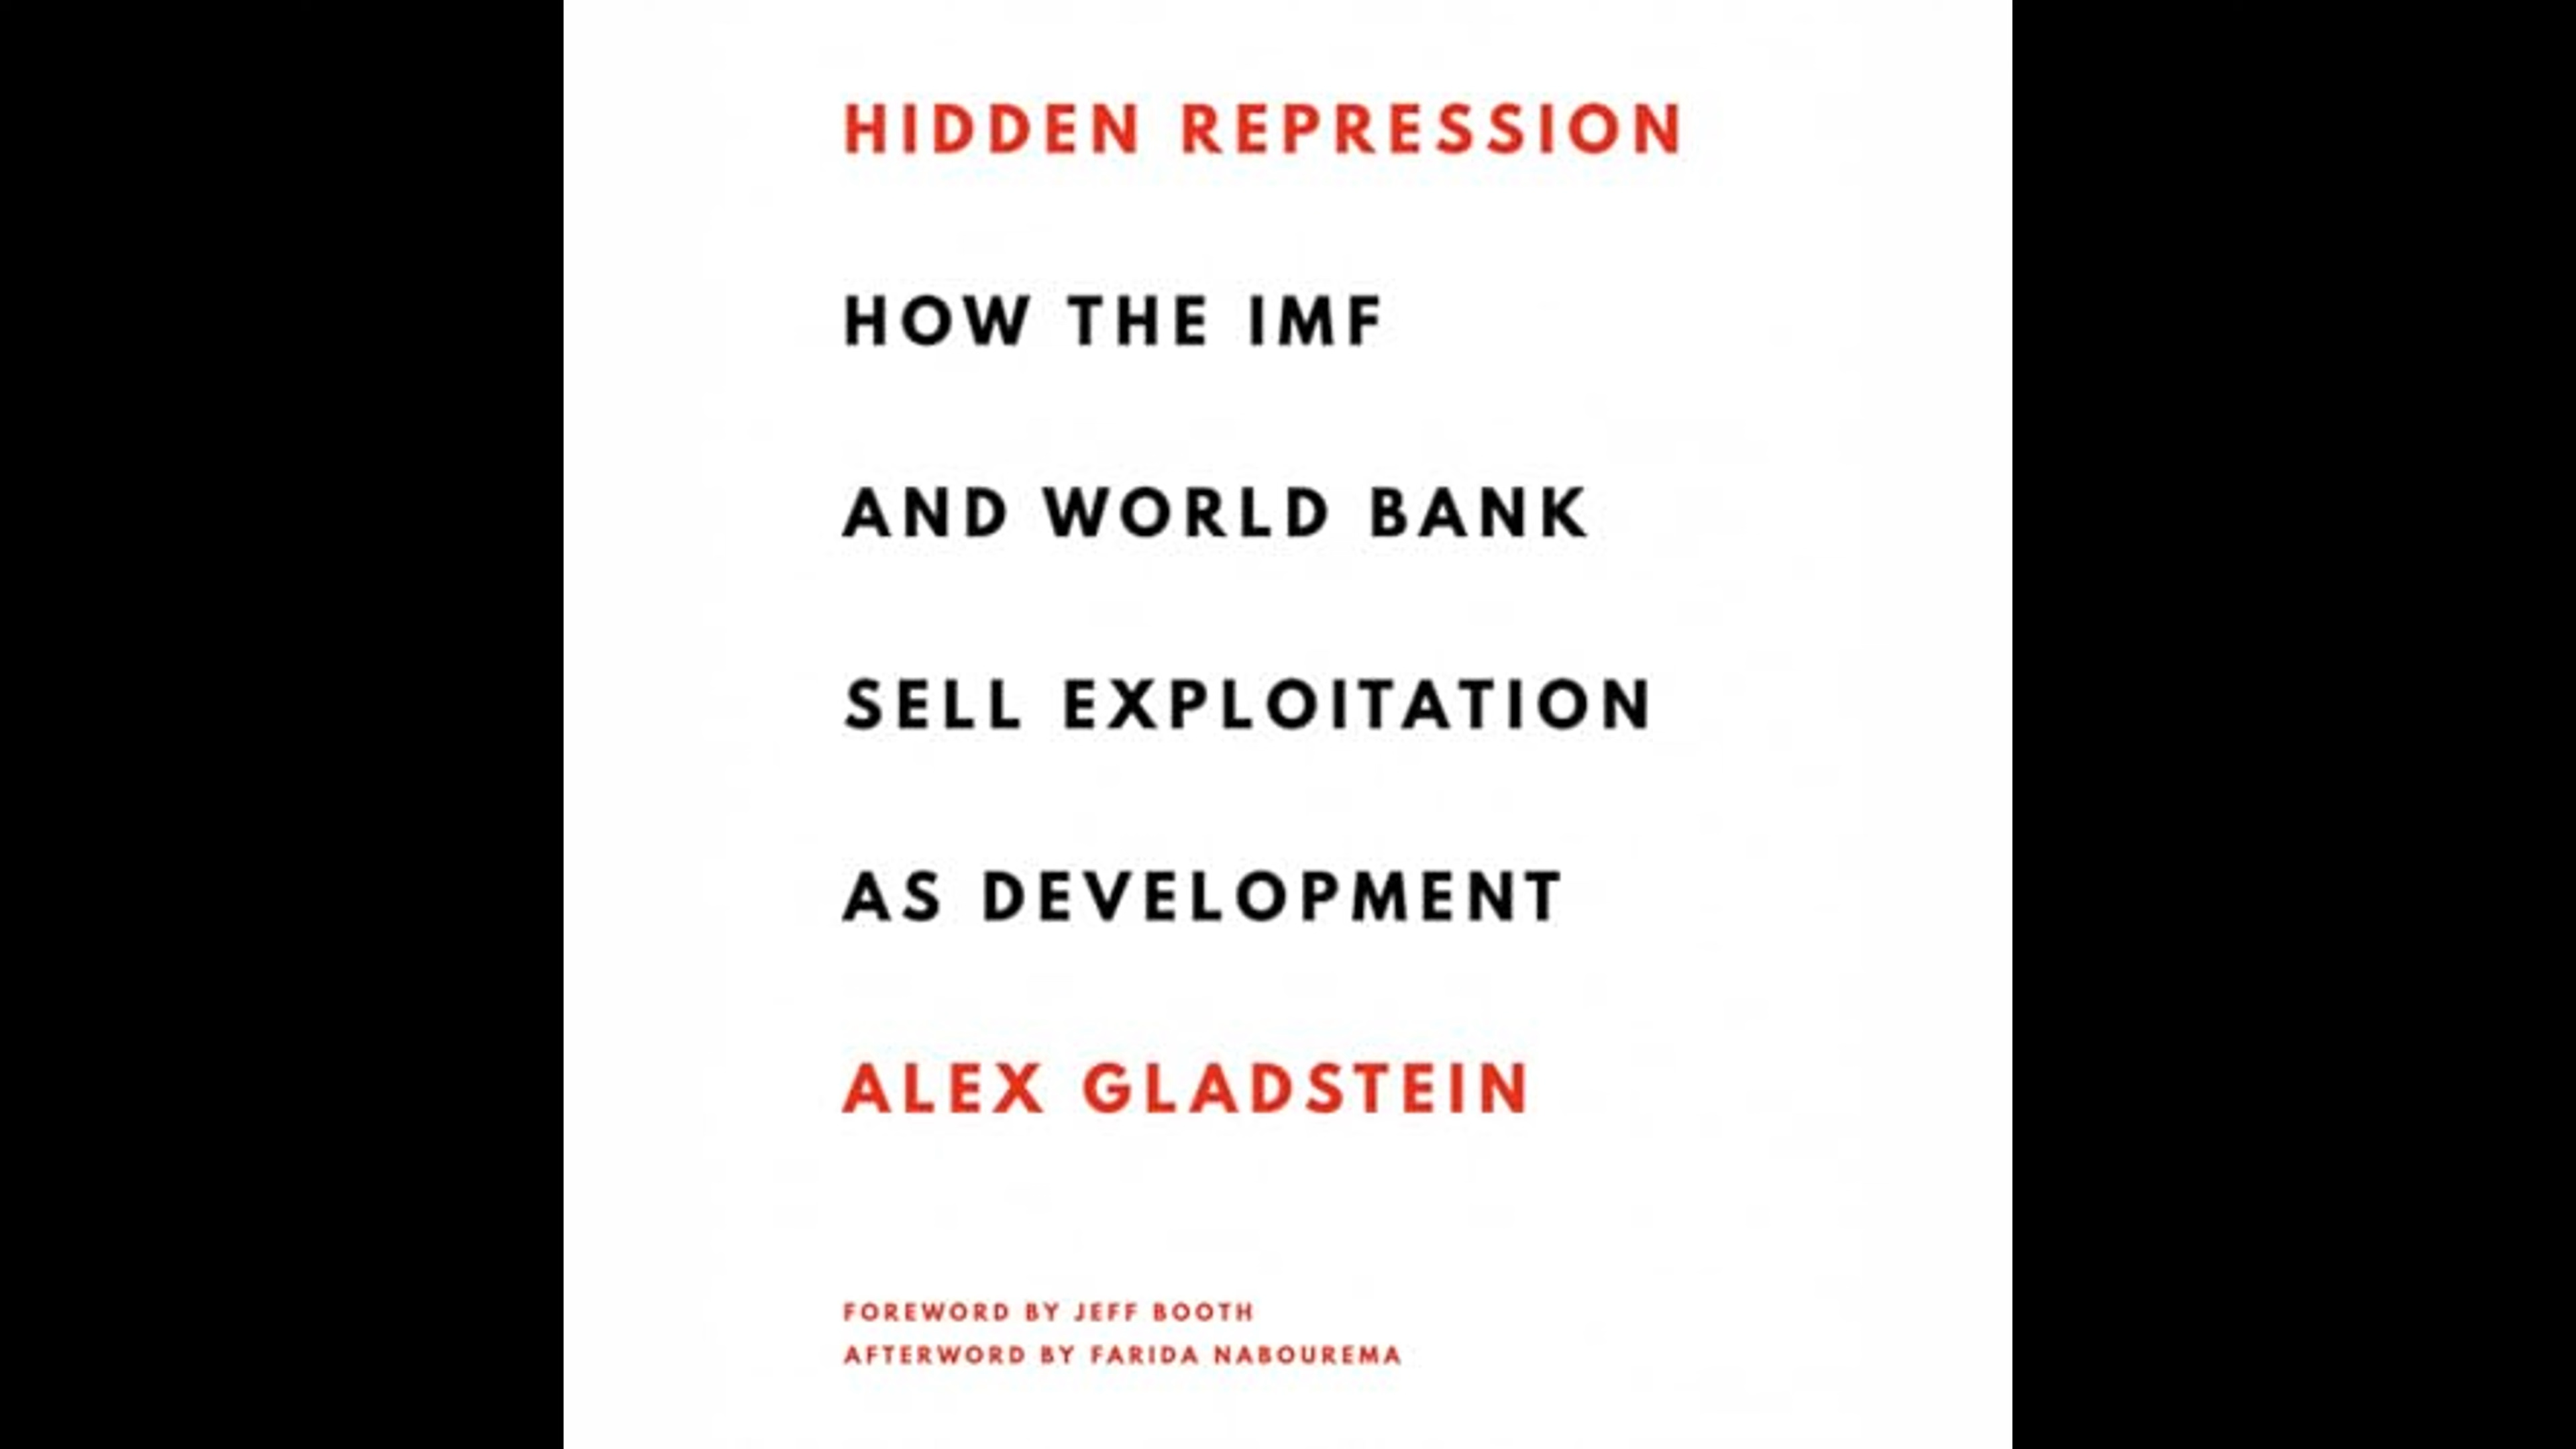 HIDDEN REPRESSION
HOW THE IMF
AND WORLD BANK
SELL EXPLOITATION
AS DEVELOPMENT
ALEX GLADSTEIN
FOREWORD BY JEFF BOOTH
AFTERWORD BY FARIDA NABOUREMA